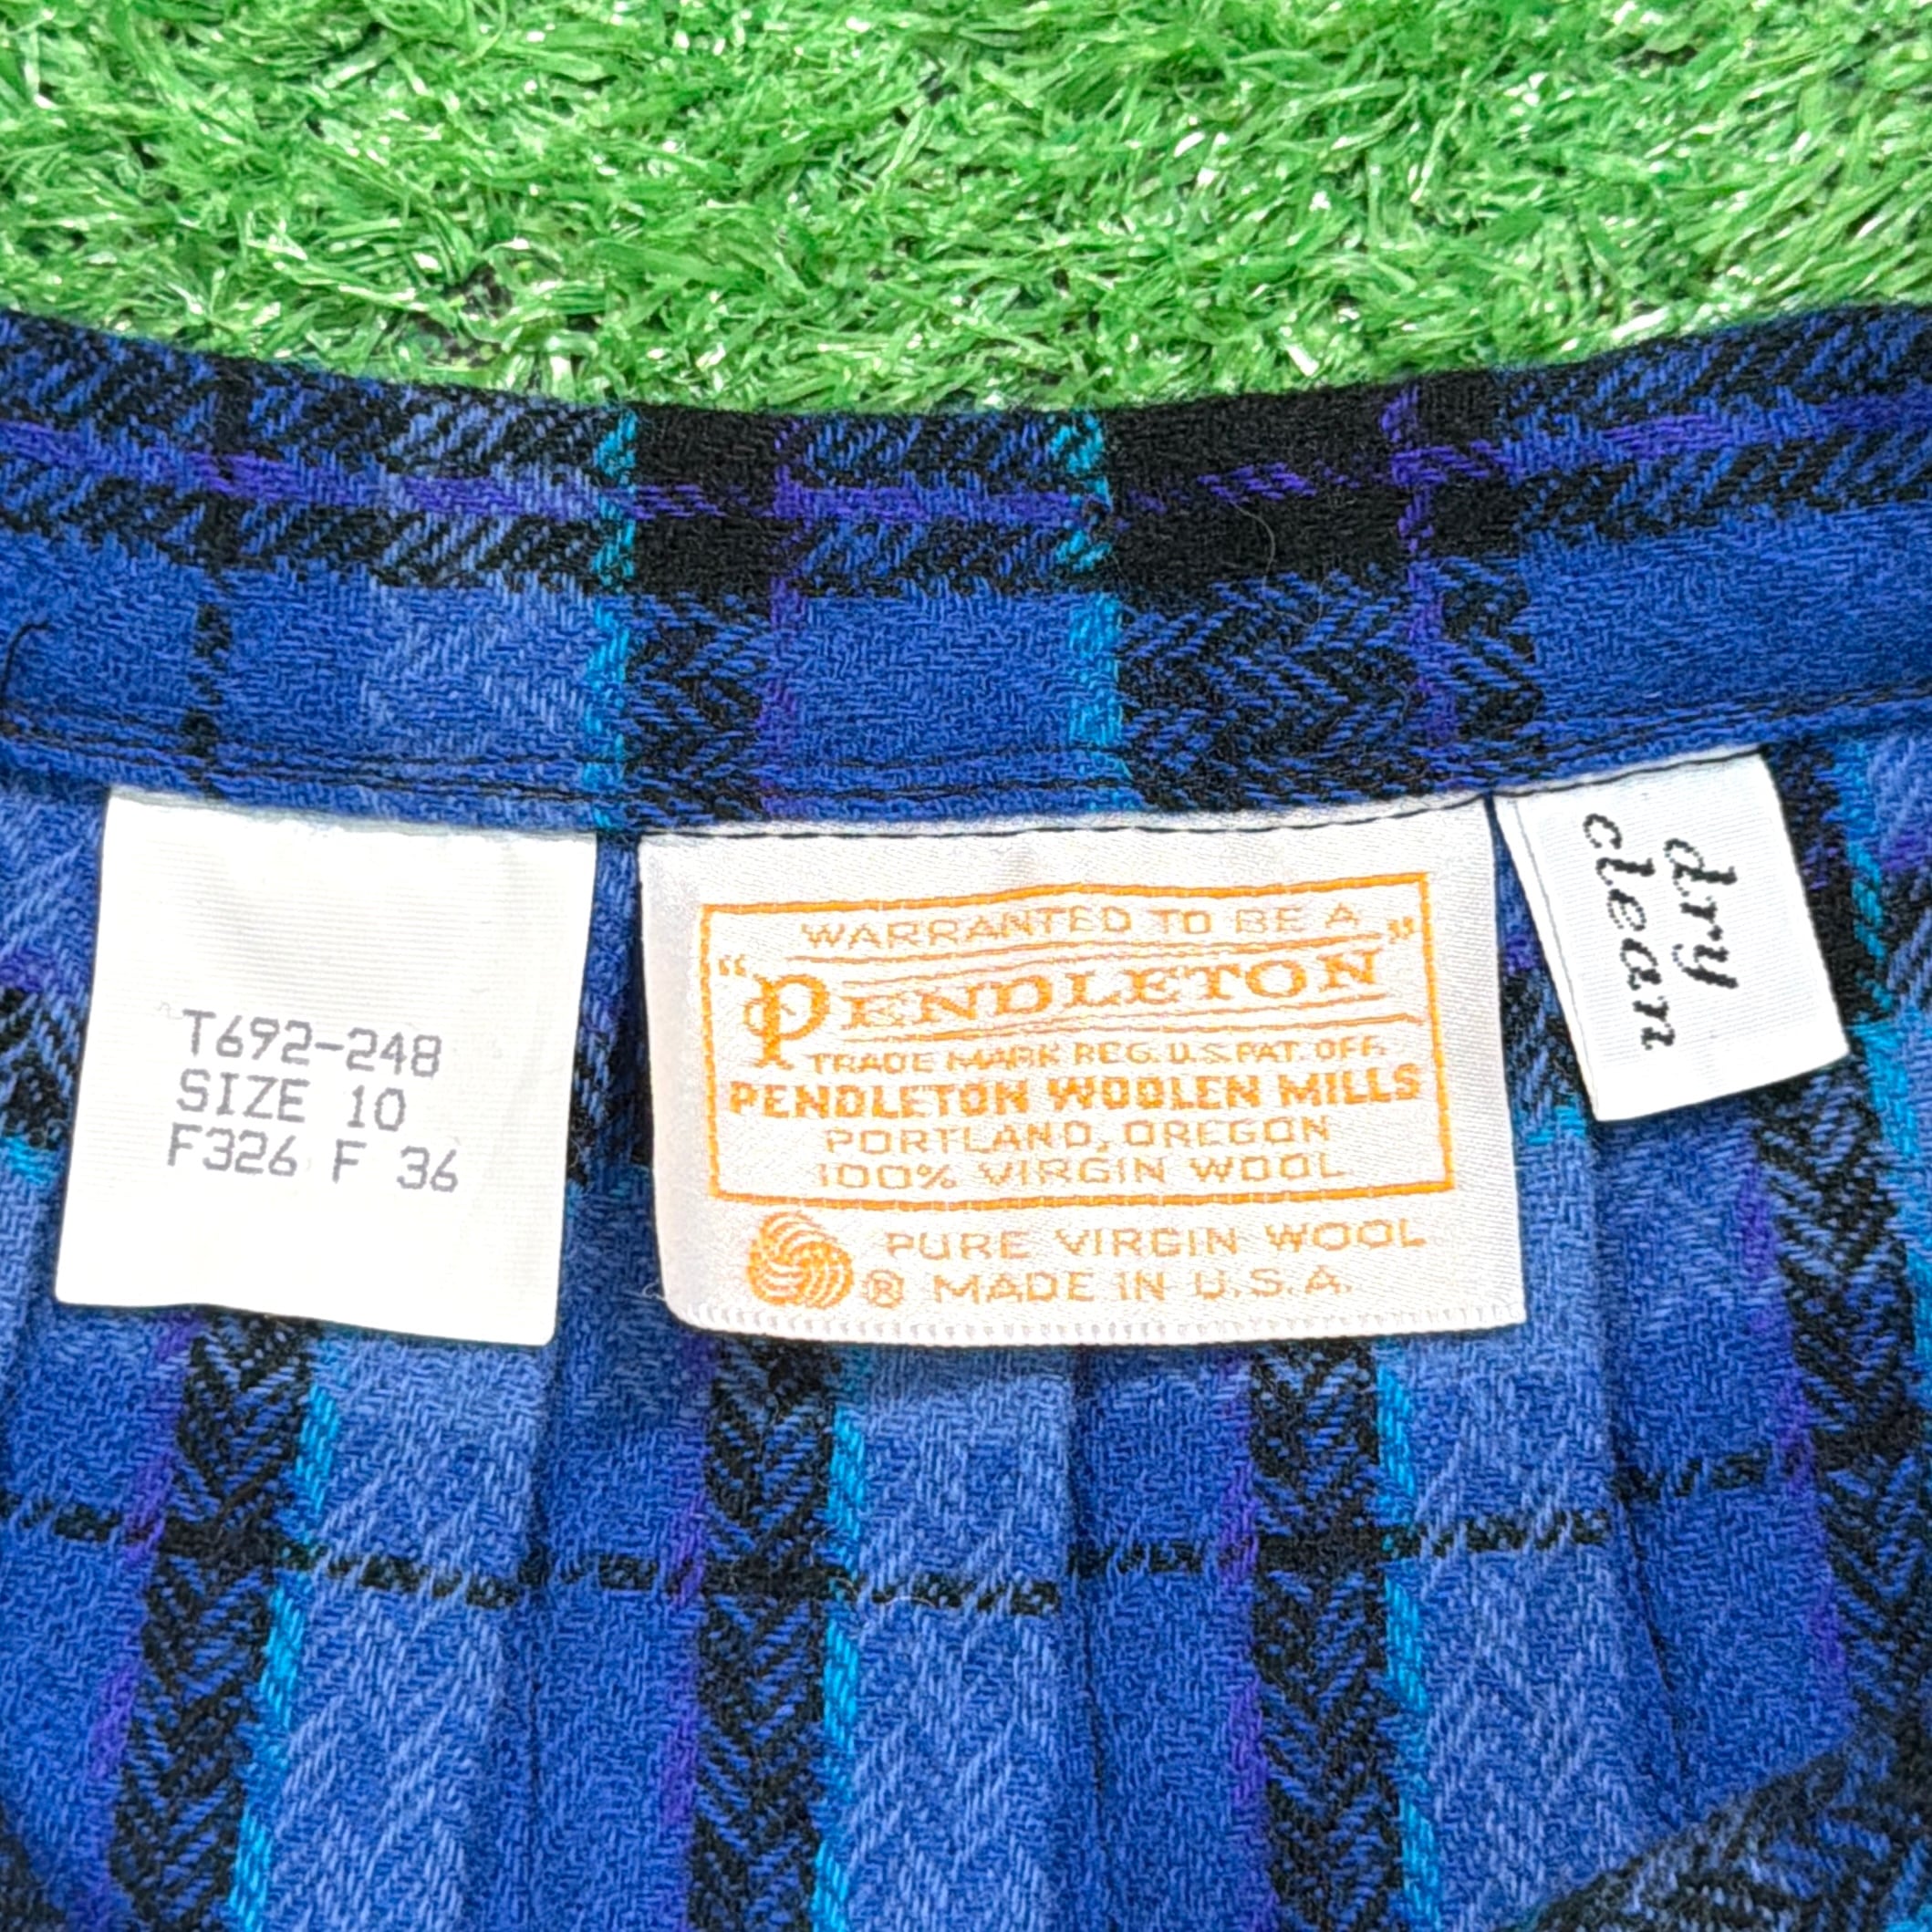 T692-248
SIZE 10
F326 F 36
WARRANTED TO BE A
"PENDLETON"
TRADE MARK REG. U.S. PAT. OFF.
PENDLETON WOOLEN MILLS
PORTLAND, OREGON
100% VIRGIN WOOL
PURE VIRGIN WOOL
® MADE IN U.S.A.
dry
clean